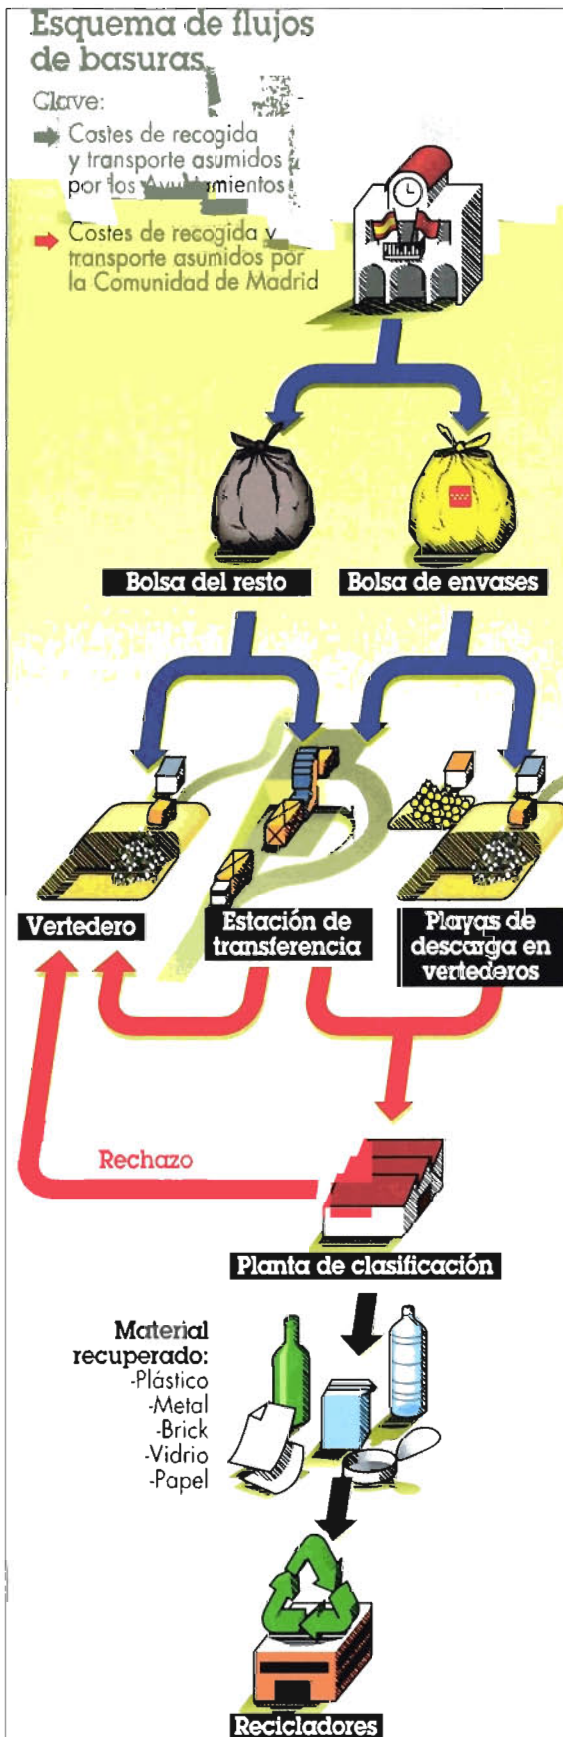 Esquema de flujos
de basuras
Clave:
Costes de recogida
y transporte asumidos
por los Ayuntamientos
Costes de recogida y
transporte asumidos por
la Comunidad de Madrid
Bolsa del resto
Bolsa de envases
Vertedero
Estación de
transferencia
Playas de
descarga en
vertederos
Rechazo
Planta de clasificación
Material
recuperado:
-Plástico
-Metal
-Brick
-Vidrio
-Papel
Recicladores